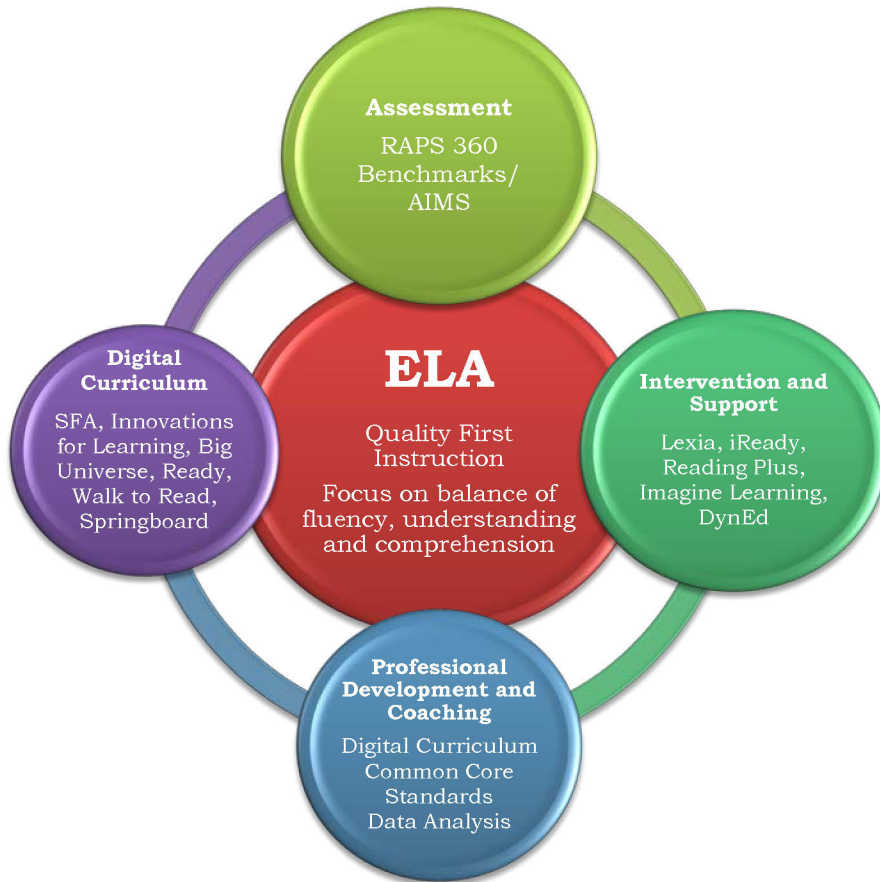 Assessment
RAPS 360
Benchmarks/
AIMS
Digital
Curriculum
SFA, Innovations
for Learning, Big
Universe, Ready,
Walk to Read,
Springboard
ELA
Quality First
Instruction
Focus on balance of
fluency, understanding
and comprehension
Intervention and
Support
Lexia, iReady,
Reading Plus,
Imagine Learning,
DynEd
Professional
Development and
Coaching
Digital Curriculum
Common Core
Standards
Data Analysis